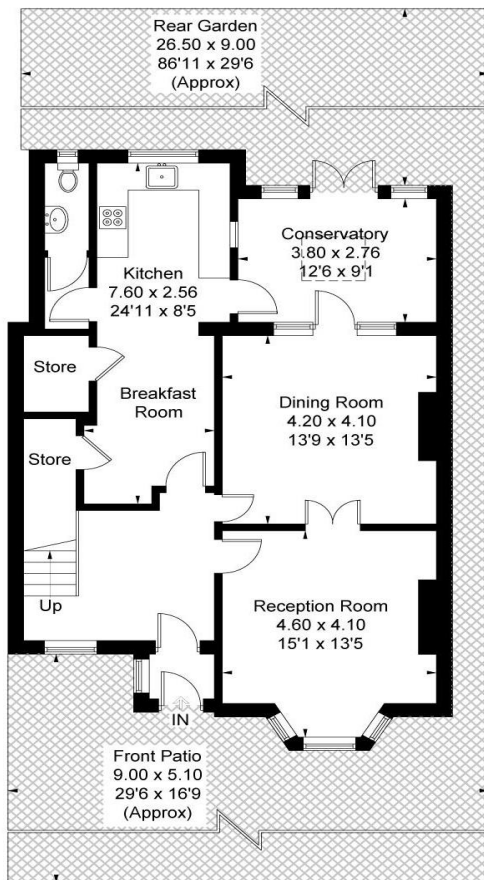 Rear Garden
26.50 x 9.00
86'11 x 29'6
(Approx)
Conservatory
3.80 x 2.76
12'6 x 9'1
Kitchen
7.60 x 2.56
24'11 x 8'5
Store
Breakfast
Room
Dining Room
4.20 x 4.10
13'9 x 13'5
Store
Up
Reception Room
4.60 x 4.10
15'1 x 13'5
IN
Front Patio
9.00 x 5.10
29'6 x 16'9
(Approx)